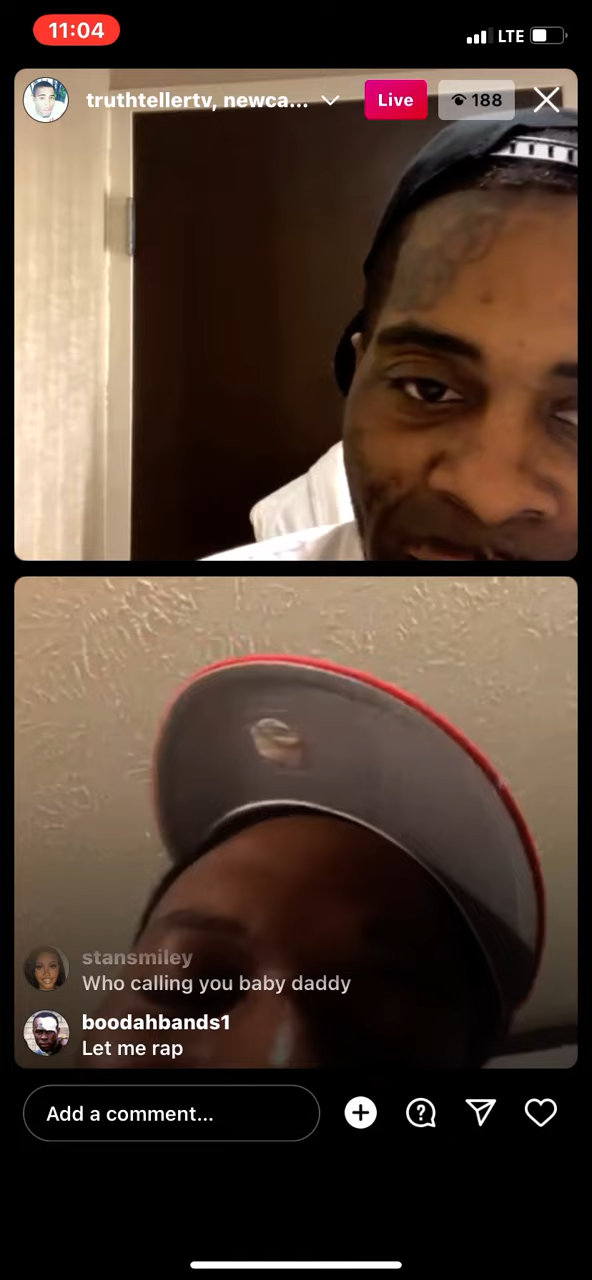 11:04
LTE
truthtellertv, newca...
Live
188
stansmiley
Who calling you baby daddy
boodahbands1
Let me rap
Add a comment...